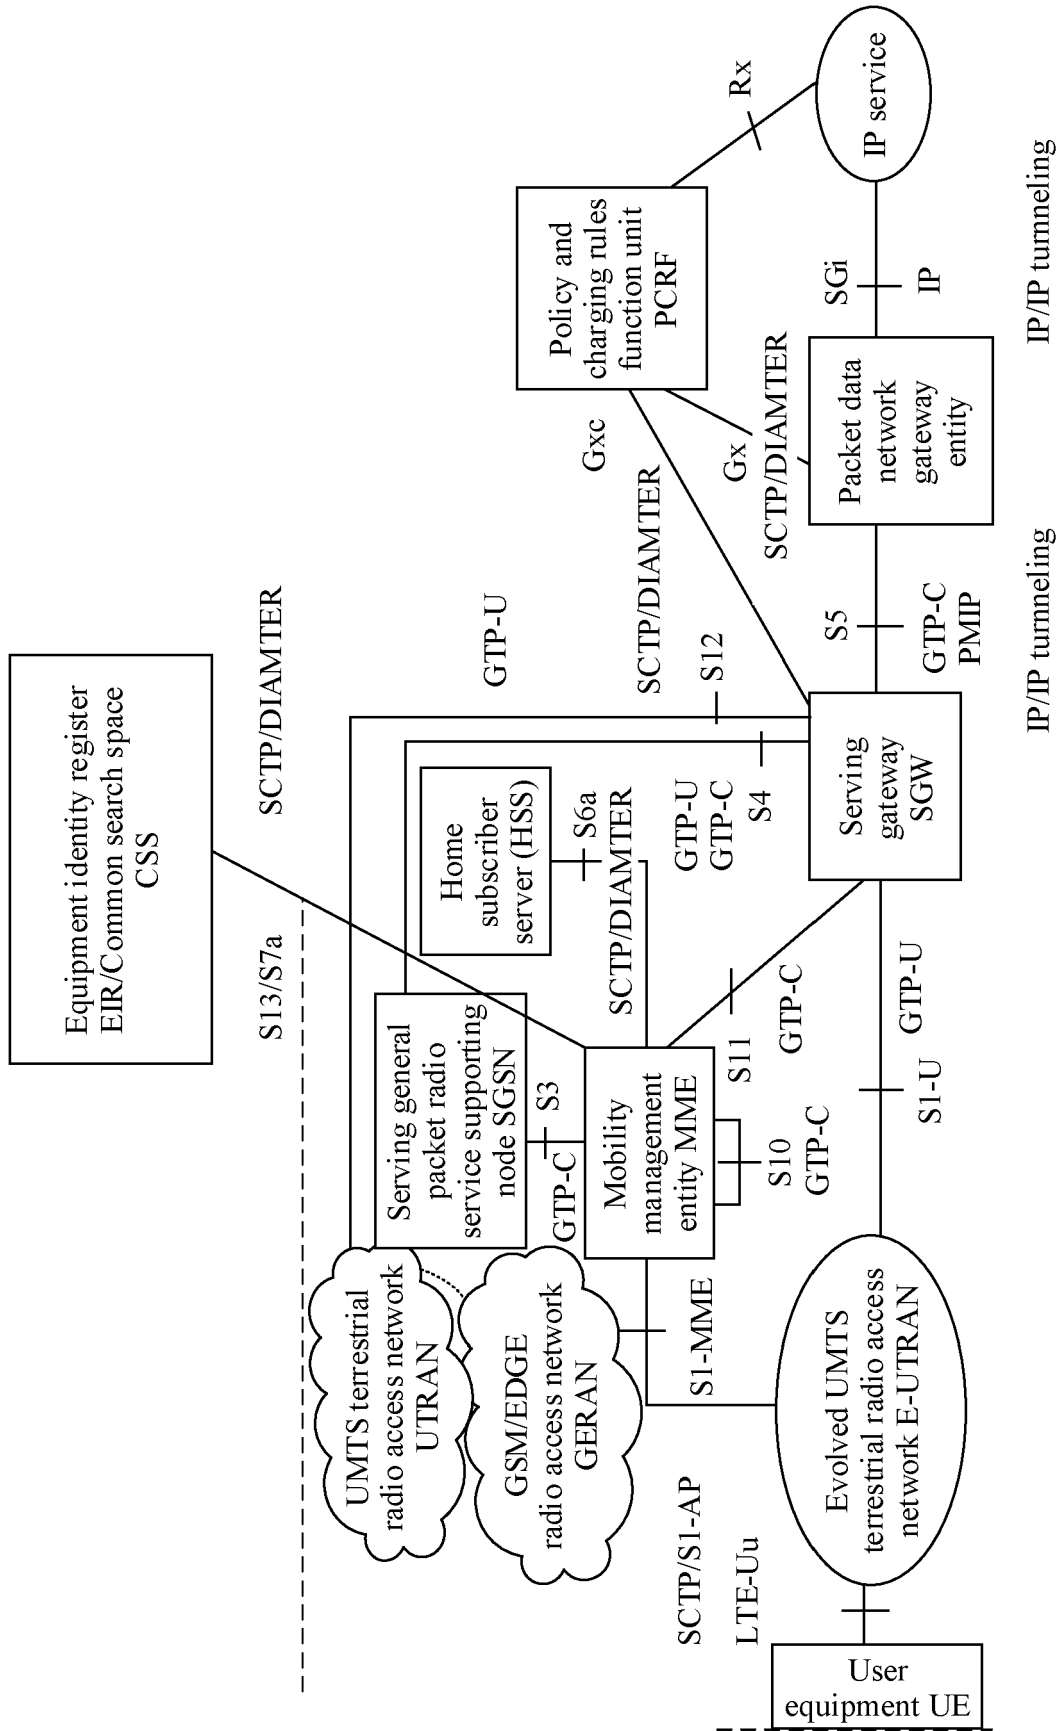 Equipment identity register
EIR/Common search space
CSS
S13/S7a
SCTP/DIAMTER
UMTS terrestrial
radio access network
UTRAN
GSM/EDGE
radio access network
GERAN
Serving general
packet radio
service supporting
node SGSN
Home
subscriber
server (HSS)
GTP-U
S12
S6a
SCTP/DIAMTER
GTP-C
S3
GTP-U
GTP-C
S4
SCTP/DIAMTER
Gxc
Policy and
charging rules
function unit
PCRF
Rx
Mobility
management
entity MME
S1-MME
S11
GTP-C
S10
GTP-C
Gx
SCTP/DIAMTER
SCTP/S1-AP
LTE-Uu
User
equipment UE
Evolved UMTS
terrestrial radio access
network E-UTRAN
S1-U
GTP-U
Serving
gateway
SGW
S5
GTP-C
PMIP
Packet data
network
gateway
entity
SGi
IP
IP service
IP/IP turmneling
IP/IP turneling